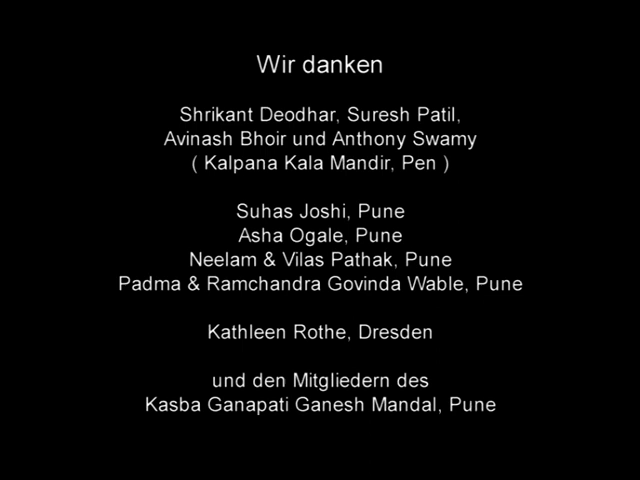 Wir danken
Shrikant Deodhar, Suresh Patil,
Avinash Bhoir und Anthony Swamy
( Kalpana Kala Mandir, Pen )
Suhas Joshi, Pune
Asha Ogale, Pune
Neelam & Vilas Pathak, Pune
Padma & Ramchandra Govinda Wable, Pune
Kathleen Rothe, Dresden
und den Mitgliedern des
Kasba Ganapati Ganesh Mandal, Pune